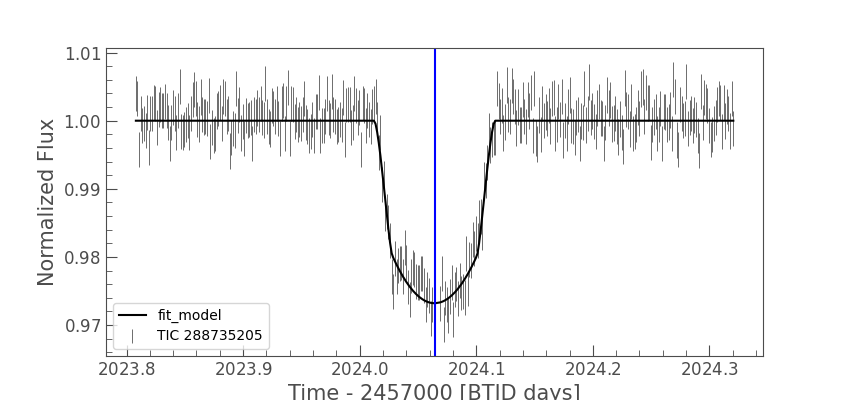 1.01
1.00
0.99
0.98
0.97
Normalized Flux
fit_model
TIC 288735205
2023.8 2023.9 2024.0 2024.1 2024.2 2024.3
Time - 2457000 [BTJD days]